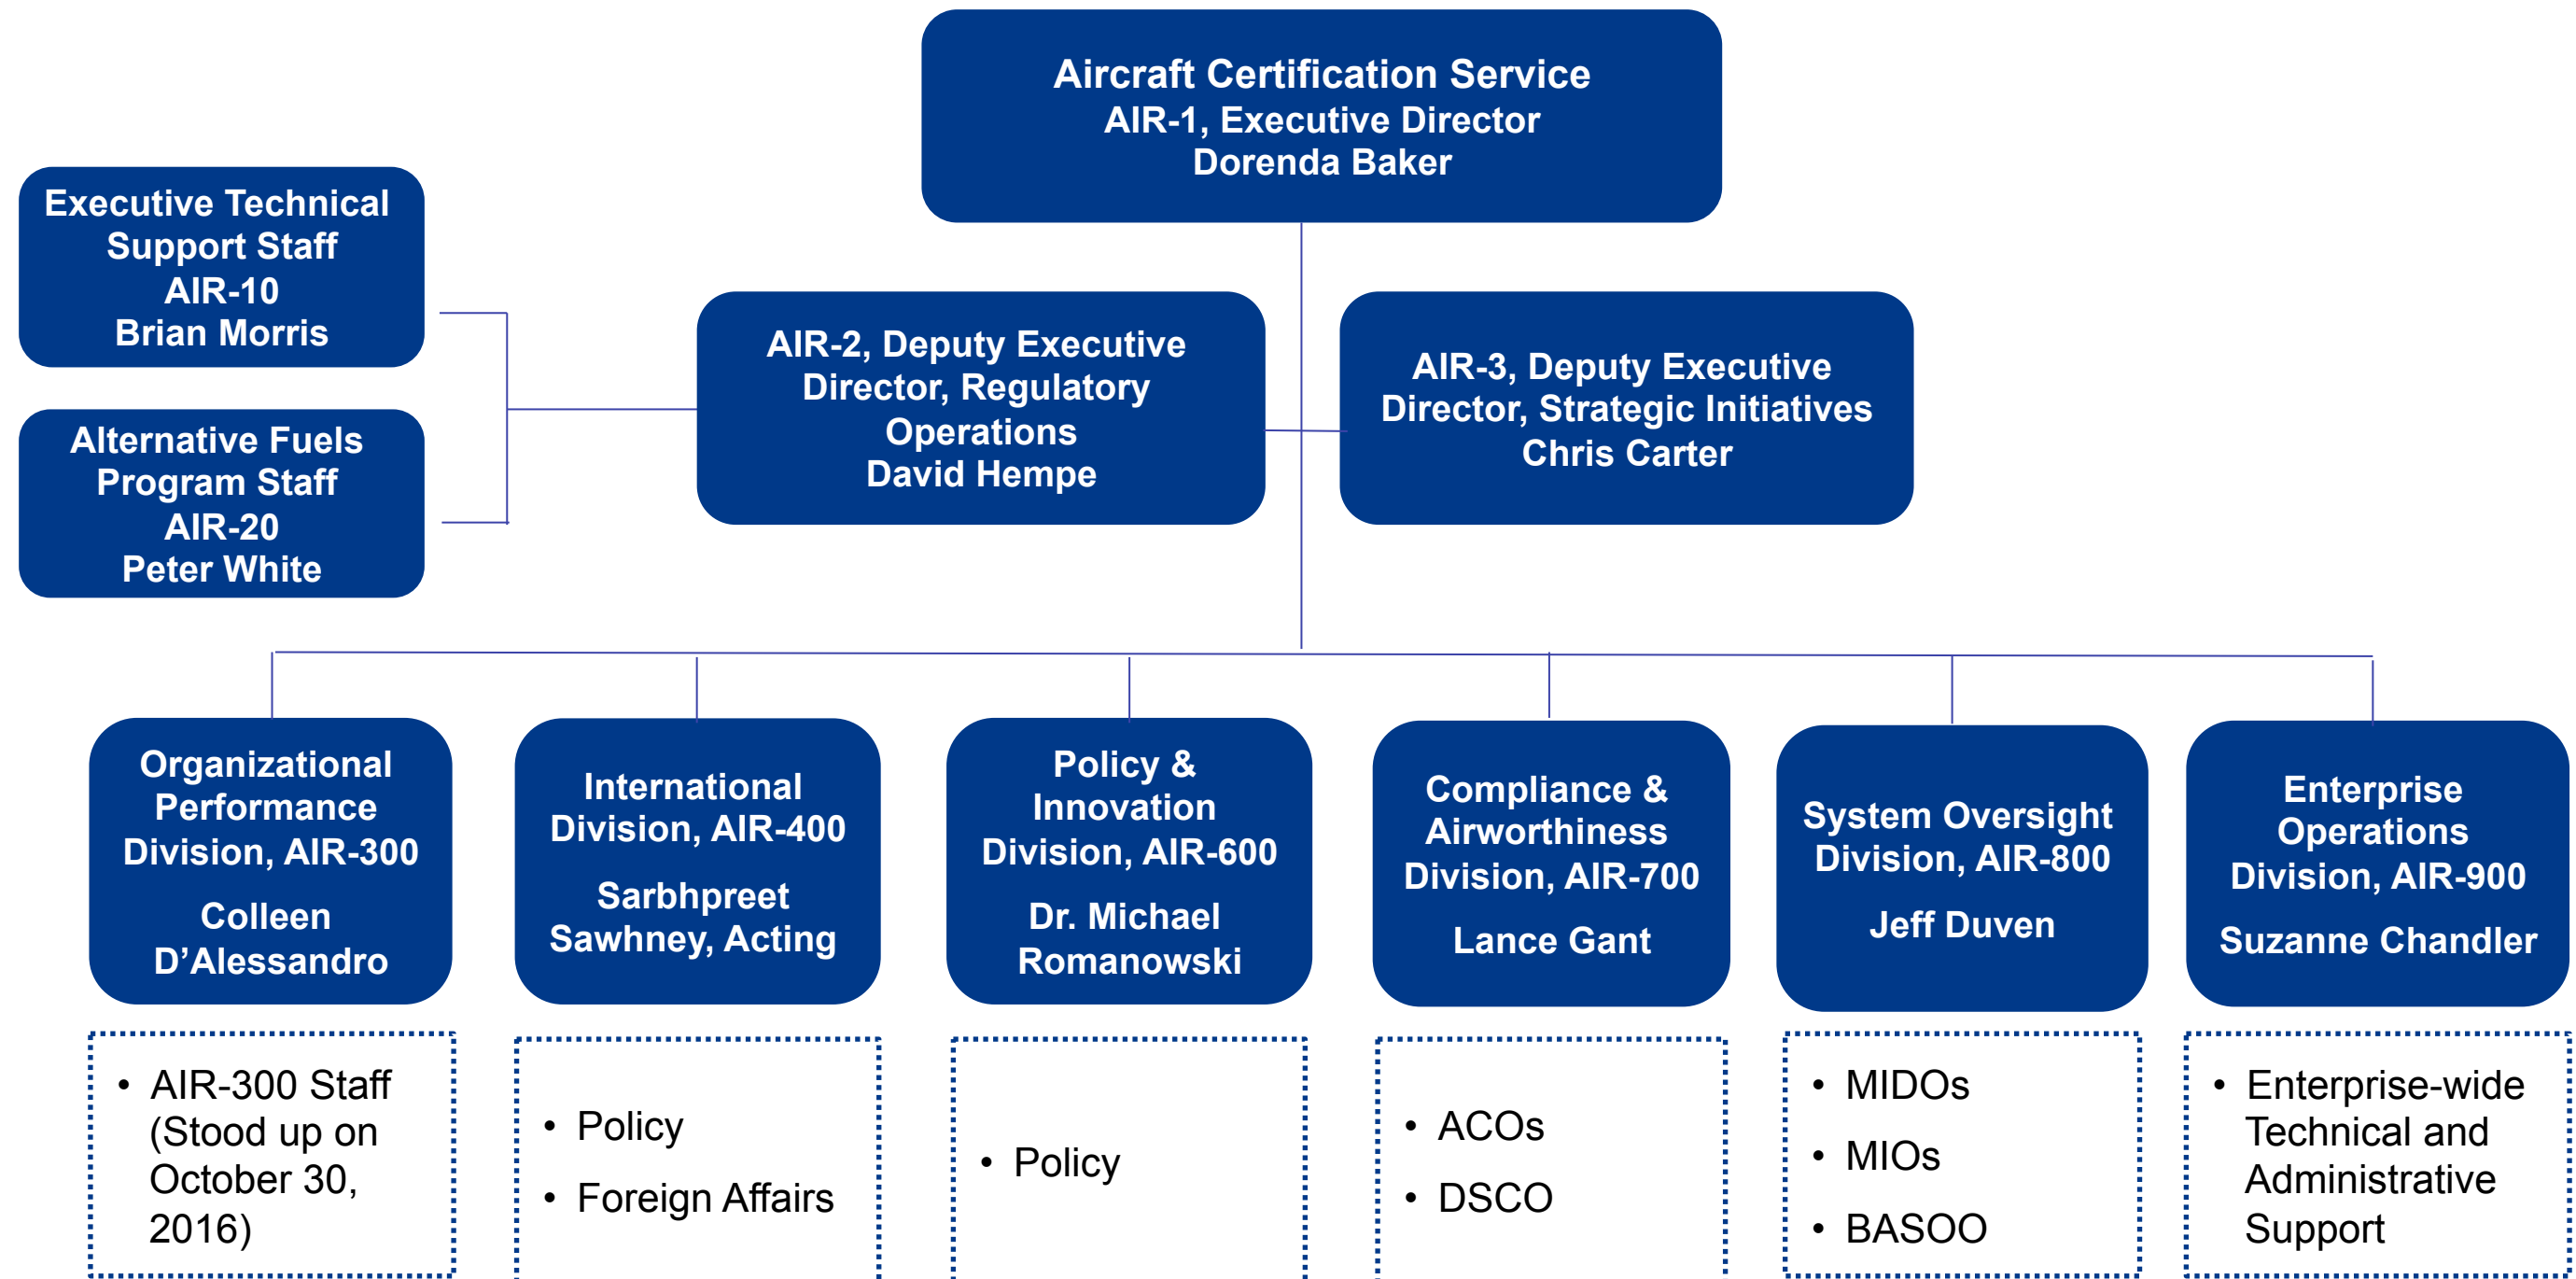 Aircraft Certification Service
AIR-1, Executive Director
Dorenda Baker
Executive Technical
Support Staff
AIR-10
Brian Morris
Alternative Fuels
Program Staff
AIR-20
Peter White
AIR-2, Deputy Executive
Director, Regulatory
Operations
David Hempe
AIR-3, Deputy Executive
Director, Strategic Initiatives
Chris Carter
Organizational
Performance
Division, AIR-300
Colleen
D’Alessandro
International
Division, AIR-400
Sarbhpreet
Sawhney, Acting
Policy &
Innovation
Division, AIR-600
Dr. Michael
Romanowski
Compliance &
Airworthiness
Division, AIR-700
Lance Gant
System Oversight
Division, AIR-800
Jeff Duven
Enterprise
Operations
Division, AIR-900
Suzanne Chandler
• AIR-300 Staff
(Stood up on
October 30,
2016)
• Policy
• Foreign Affairs
• Policy
• ACOs
• DSCO
• MIDOs
• MIOs
• BASOO
• Enterprise-wide
Technical and
Administrative
Support